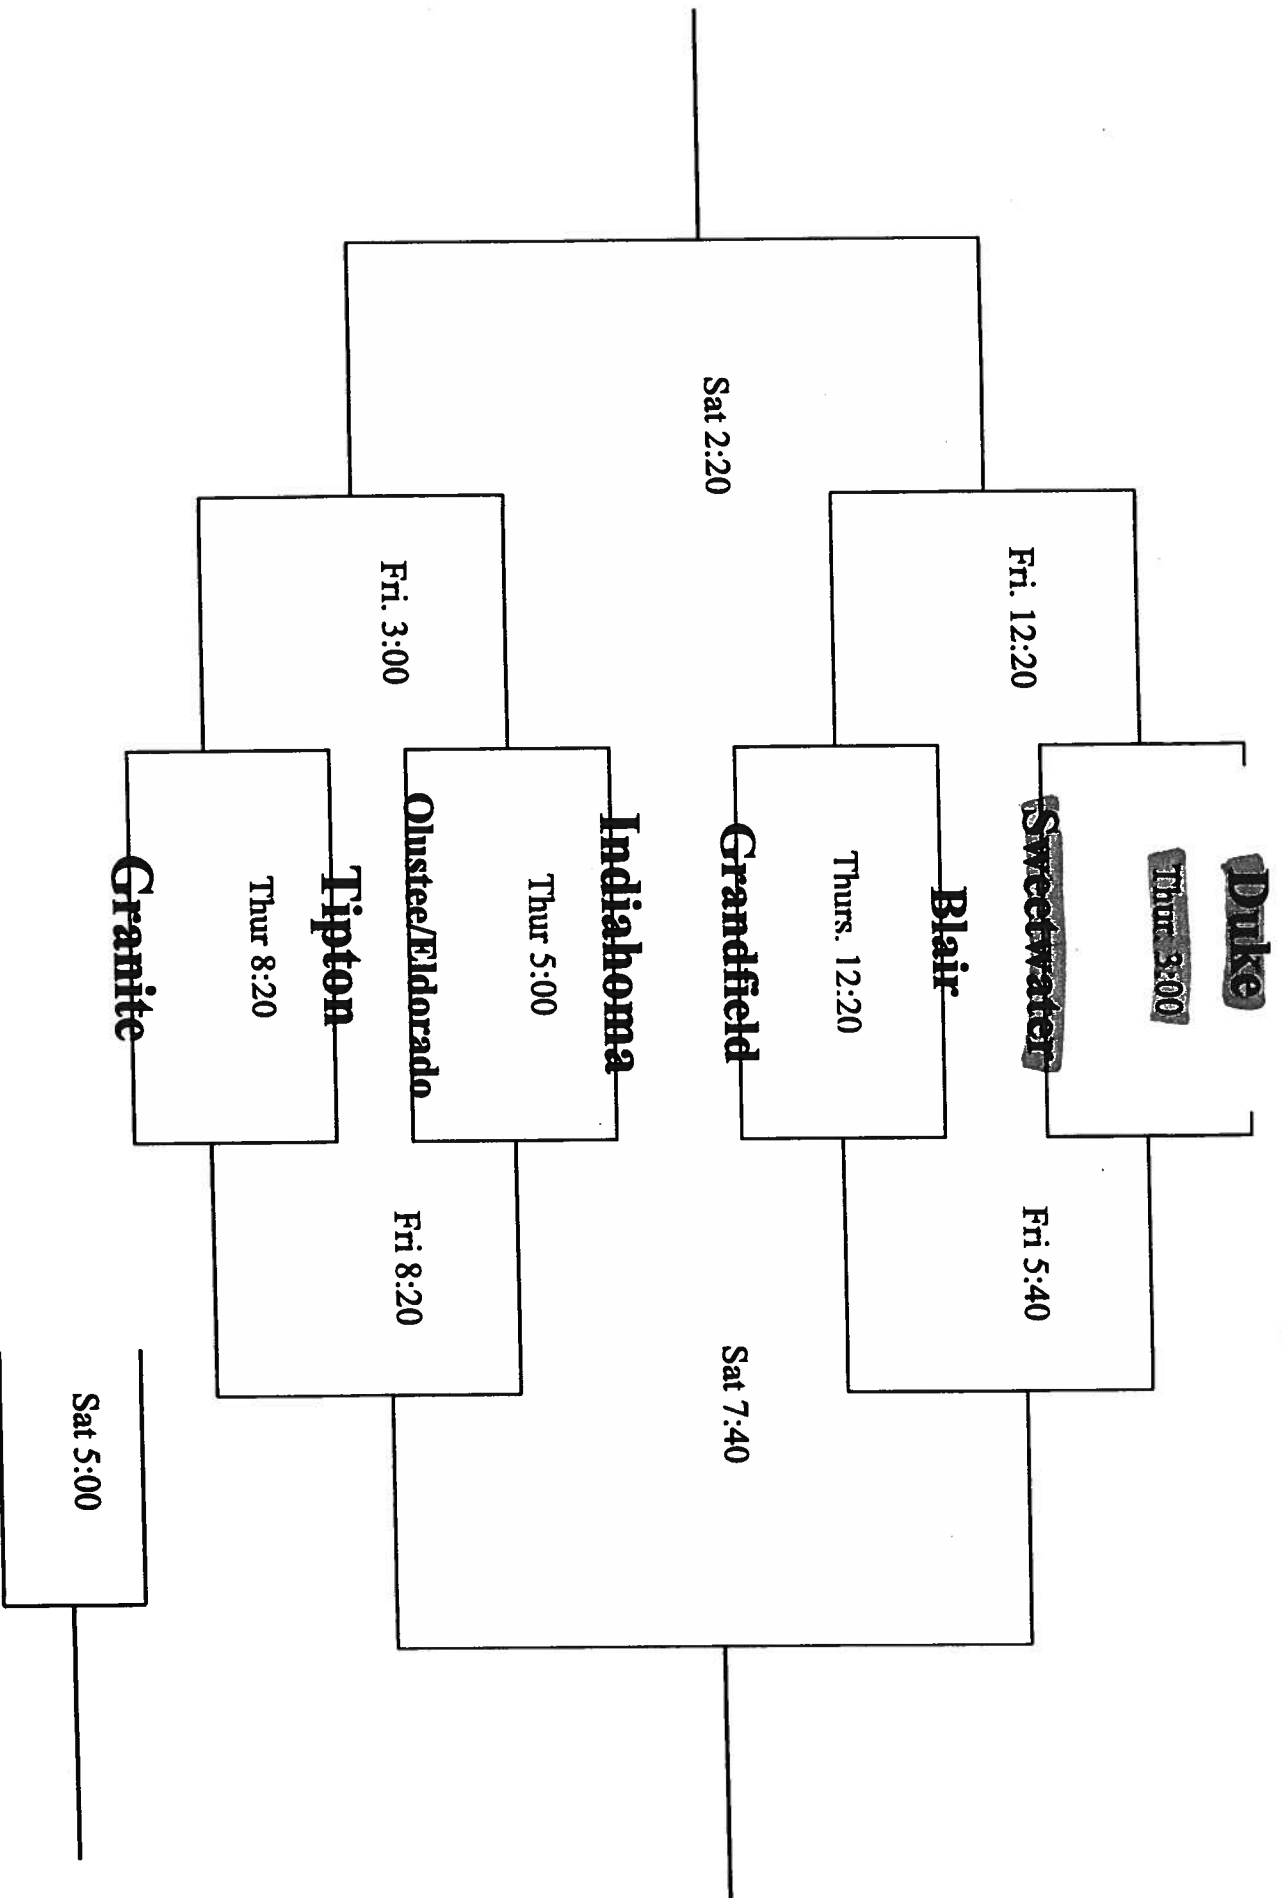 Duke
Thur 3:00
Sweetwater
Fri. 12:20
Fri 5:40
Blair
Thurs. 12:20
Grandfield
Sat 2:20
Sat 7:40
Indiahoma
Thur 5:00
Olustee/Eldorado
Fri. 3:00
Fri 8:20
Tipton
Thur 8:20
Granite
Sat 5:00